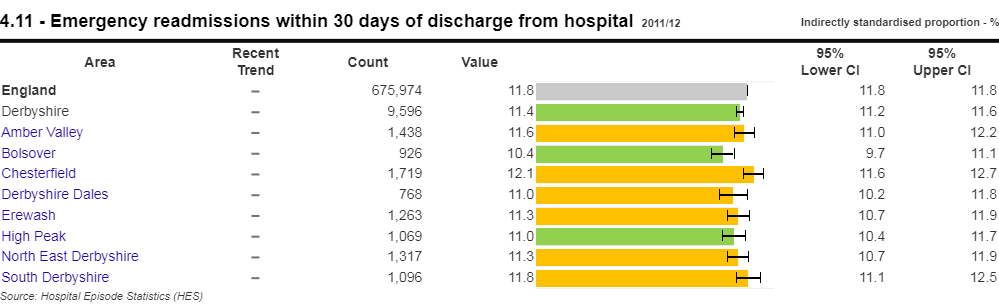 4.11 - Emergency readmissions within 30 days of discharge from hospital 2011/12 Indirectly standardised proportion - %
Area Recent Trend Count Value 95% Lower CI 95% Upper CI
England – 675,974 11.8 11.8 11.8
Derbyshire – 9,596 11.4 11.2 11.6
Amber Valley – 1,438 11.6 11.0 12.2
Bolsover – 926 10.4 9.7 11.1
Chesterfield – 1,719 12.1 11.6 12.7
Derbyshire Dales – 768 11.0 10.2 11.8
Erewash – 1,263 11.3 10.7 11.9
High Peak – 1,069 11.0 10.4 11.7
North East Derbyshire – 1,317 11.3 10.7 11.9
South Derbyshire – 1,096 11.8 11.1 12.5
Source: Hospital Episode Statistics (HES)